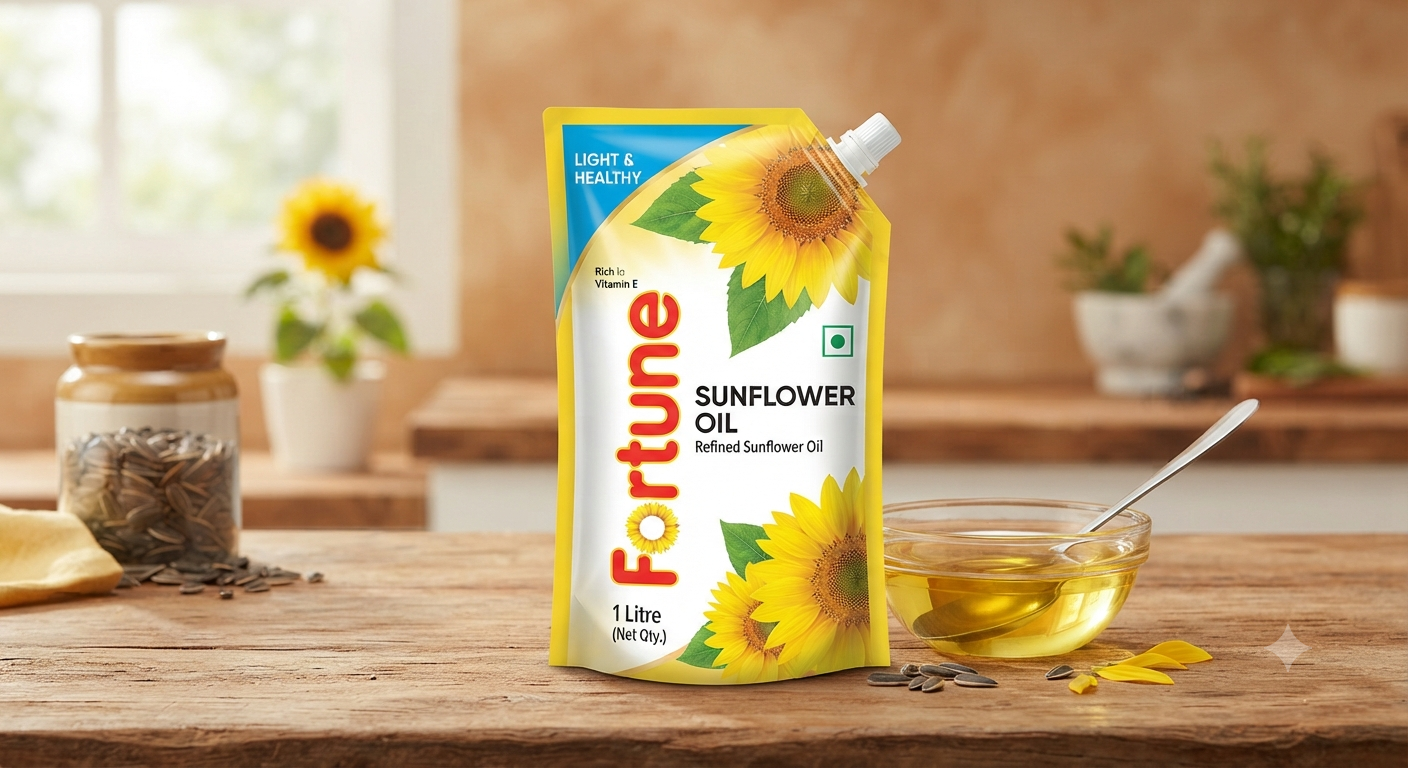 LIGHT &
HEALTHY
Rich lo
Vitamin E
Fortune
SUNFLOWER
OIL
Refined Sunflower Oil
1 Litre
(Net Qty.)